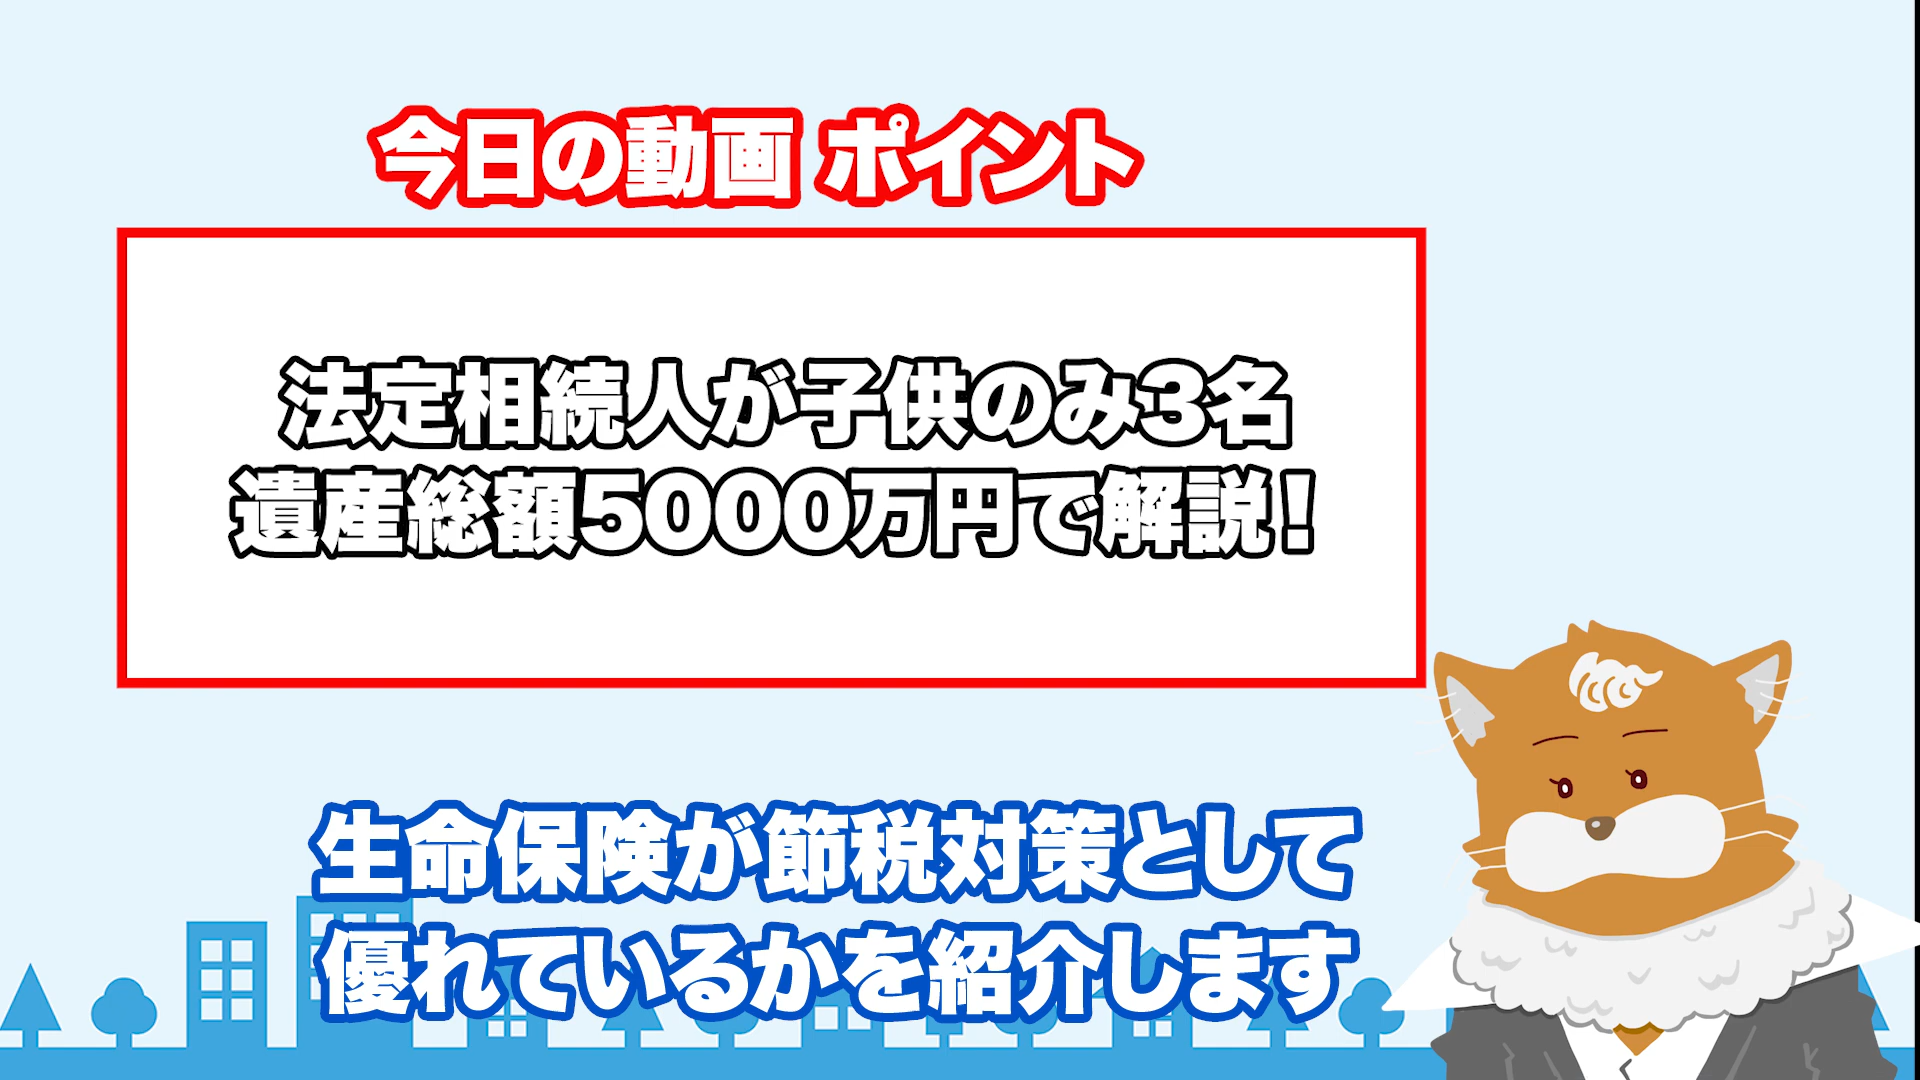 今日の動画 ポイント
法定相続人が子供のみ3名
遺産総額5000万円で解説!
生命保険が節税対策として
優れているかを紹介します